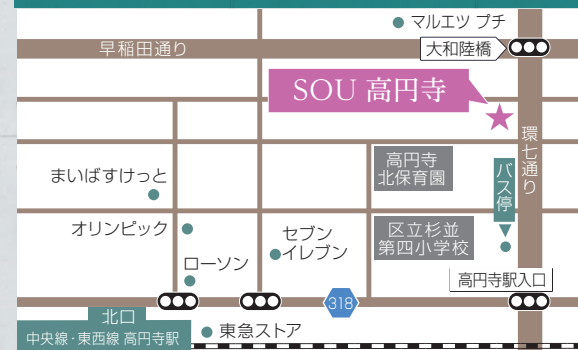 マルエツ プチ
早稲田通り
大和陸橋
SOU 高円寺
環七通り
高円寺
北保育園
バス停
まいばすけっと
オリンピック
セブン
イレブン
区立杉並
第四小学校
ローソン
高円寺駅入口
318
北口
中央線・東西線 高円寺駅
東急ストア